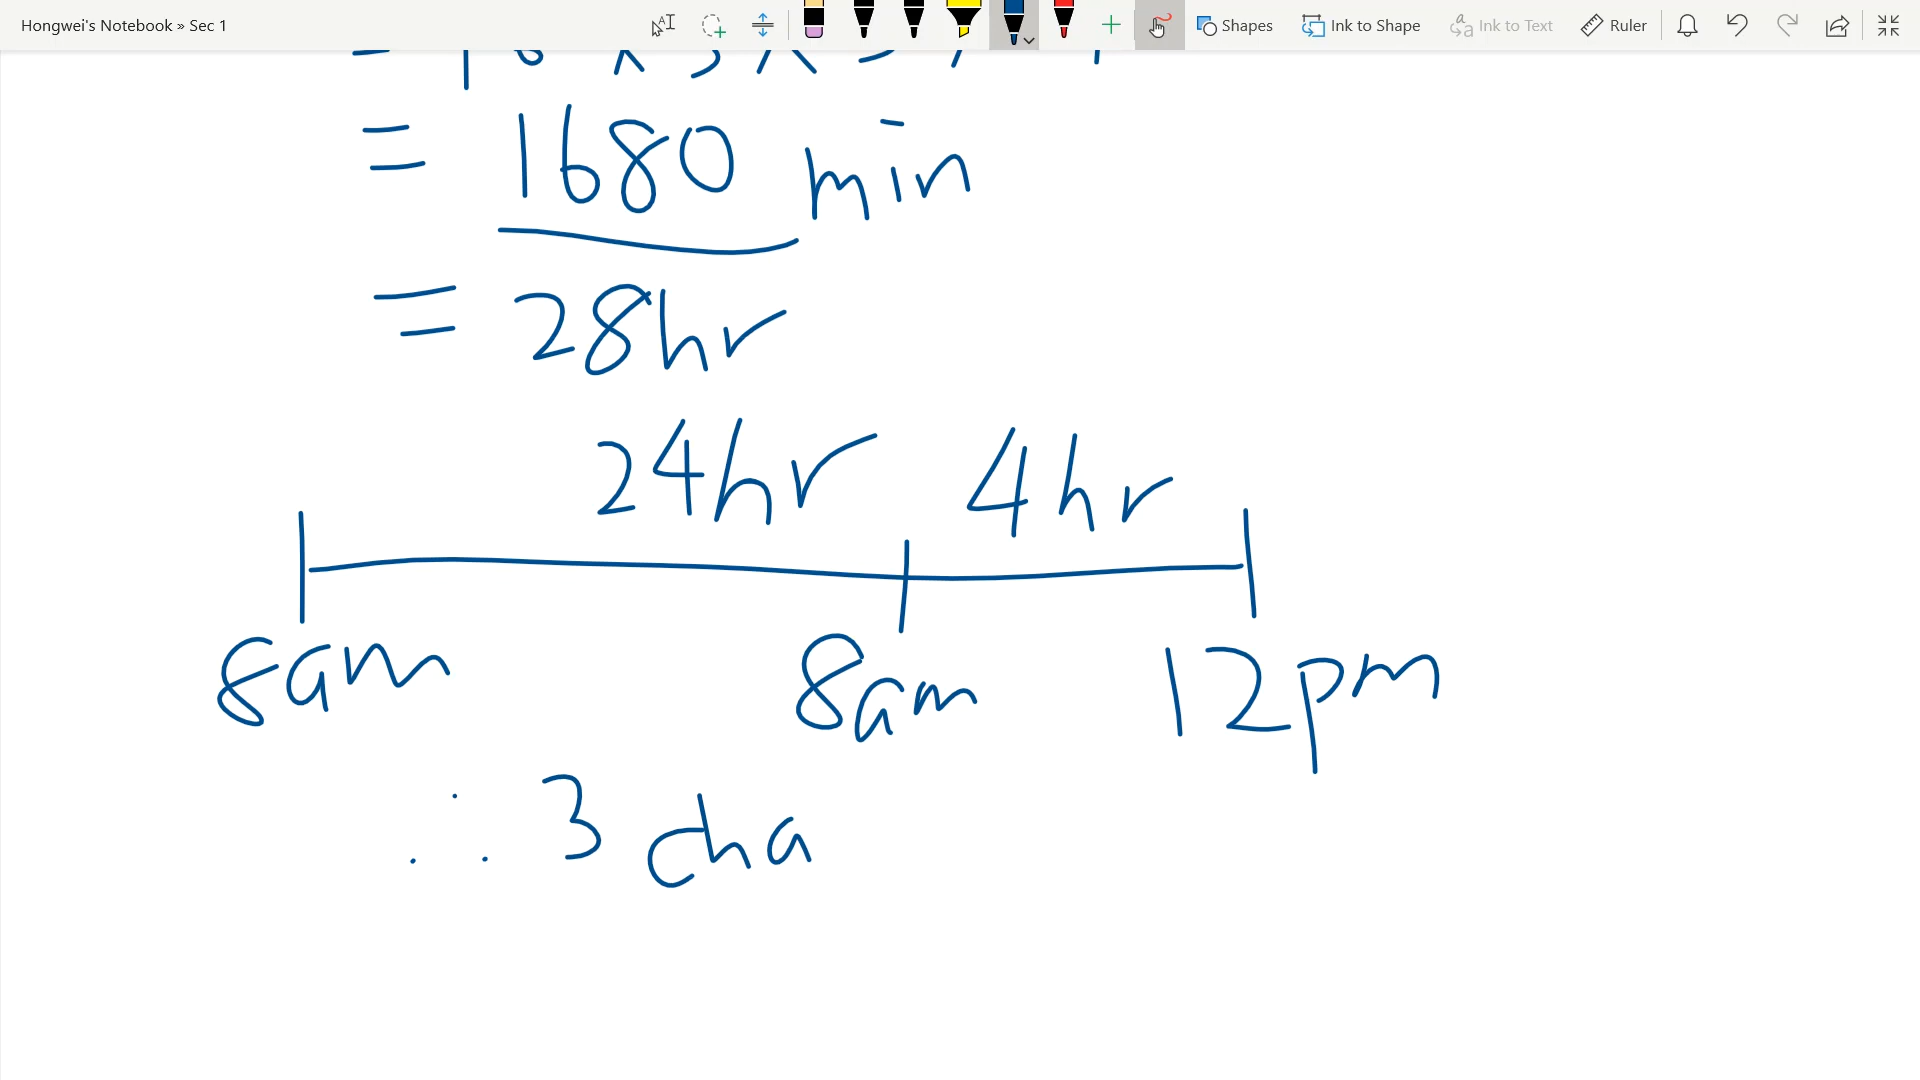 Hongwei's Notebook » Sec 1
Shapes
Ink to Shape
Ink to Text
Ruler
= 1680 min
= 28hr
24hr 4hr
8am 8am 12pm
∴ 3 cha